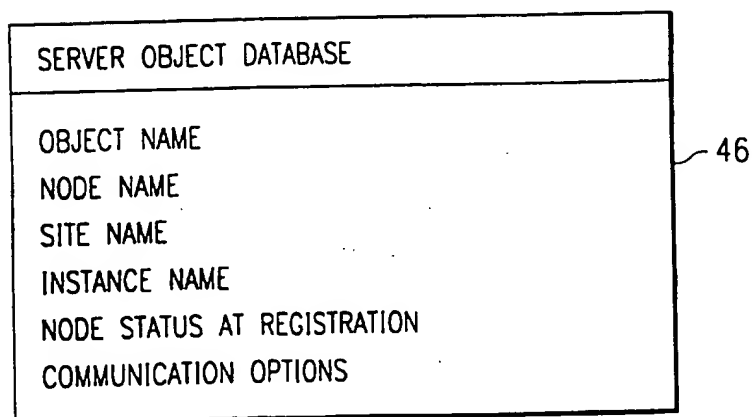 SERVER OBJECT DATABASE
OBJECT NAME
46
NODE NAME
SITE NAME
INSTANCE NAME
NODE STATUS AT REGISTRATION
COMMUNICATION OPTIONS